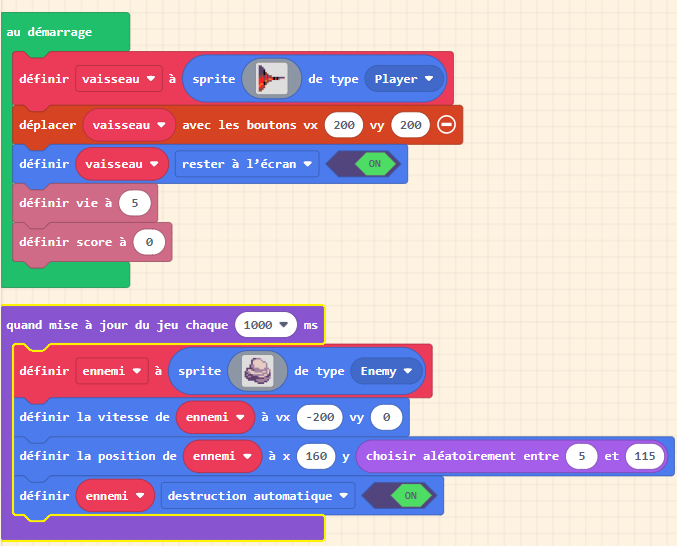 au démarrage
définir vaisseau à sprite de type Player
déplacer vaisseau avec les boutons vx 200 vy 200
définir vaisseau rester à l'écran ON
définir vie à 5
définir score à 0
quand mise à jour du jeu chaque 1000 ms
définir ennemi à sprite de type Enemy
définir la vitesse de ennemi à vx -200 vy 0
définir la position de ennemi à x 160 y choisir aléatoirement entre 5 et 115
définir ennemi destruction automatique ON